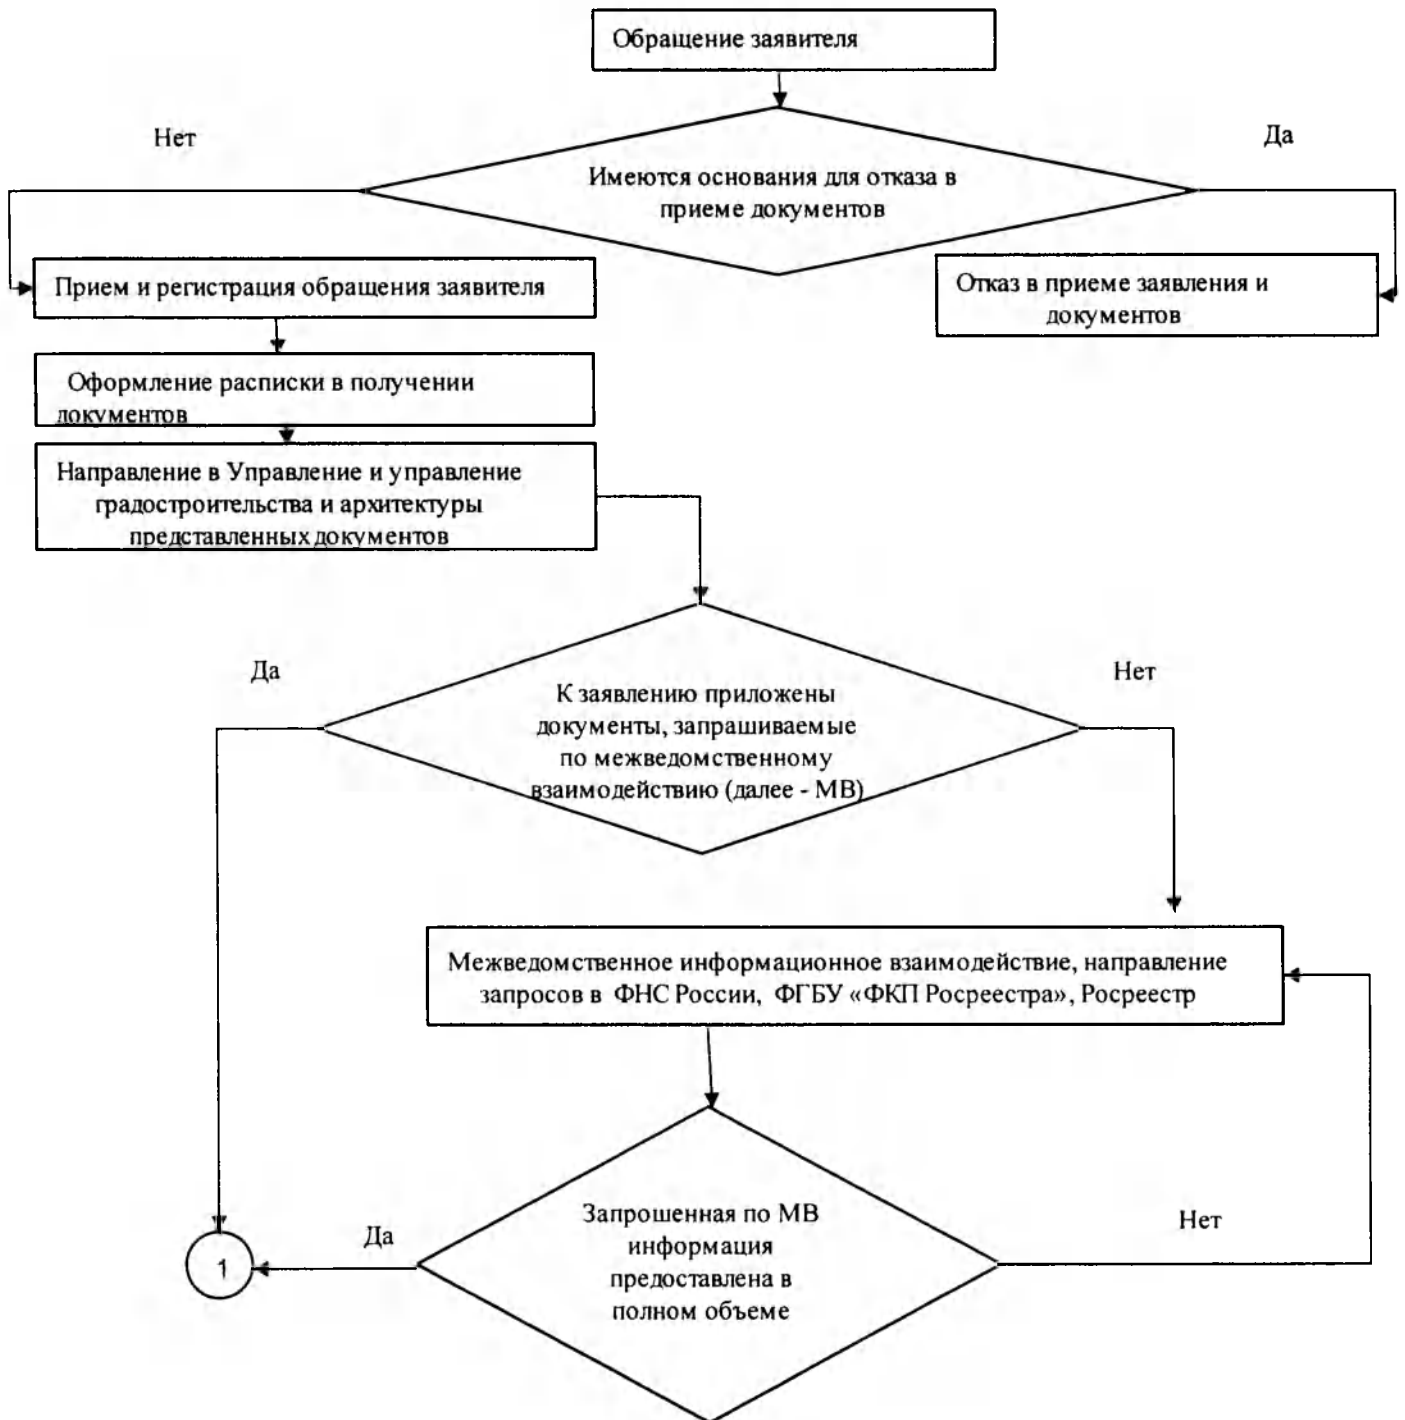 Обращение заявителя
Нет
Да
Имеются основания для отказа в
приеме документов
Прием и регистрация обращения заявителя
Отказ в приеме заявления и
документов
Оформление расписки в получении
документов
Направление в Управление и управление
градостроительства и архитектуры
представленных документов
Да
Нет
К заявлению приложены
документы, запрашиваемые
по межведомственному
взаимодействию (далее - МВ)
Межведомственное информационное взаимодействие, направление
запросов в ФНС России, ФГБУ «ФКП Росреестра», Росреестр
Запрошенная по МВ
информация
предоставлена в
полном объеме
Да
Нет
1